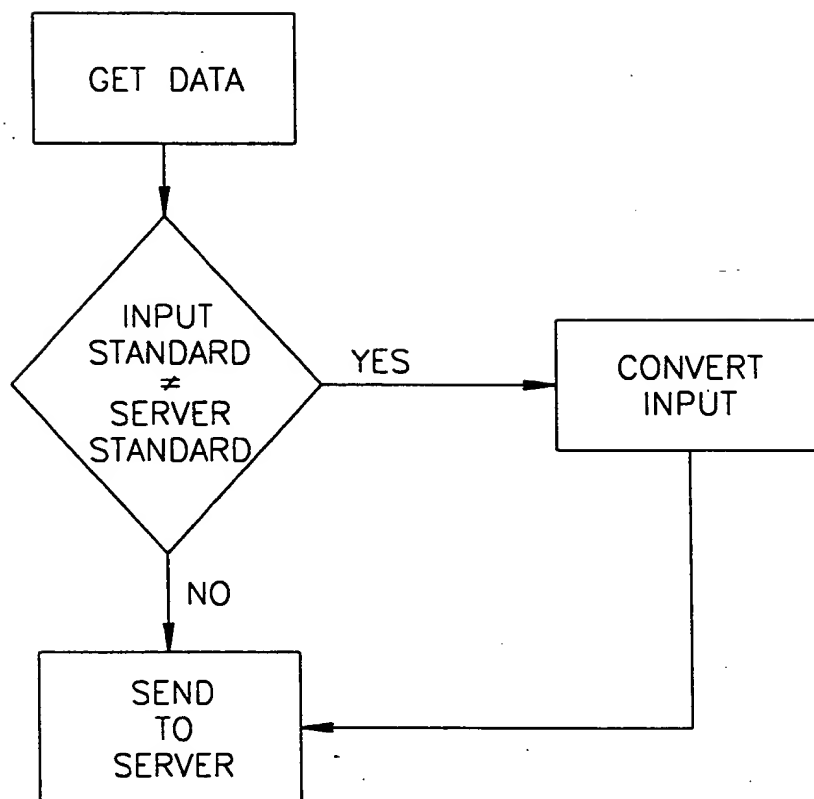 GET DATA
INPUT
STANDARD
≠
SERVER
STANDARD
YES
CONVERT
INPUT
NO
SEND
TO
SERVER